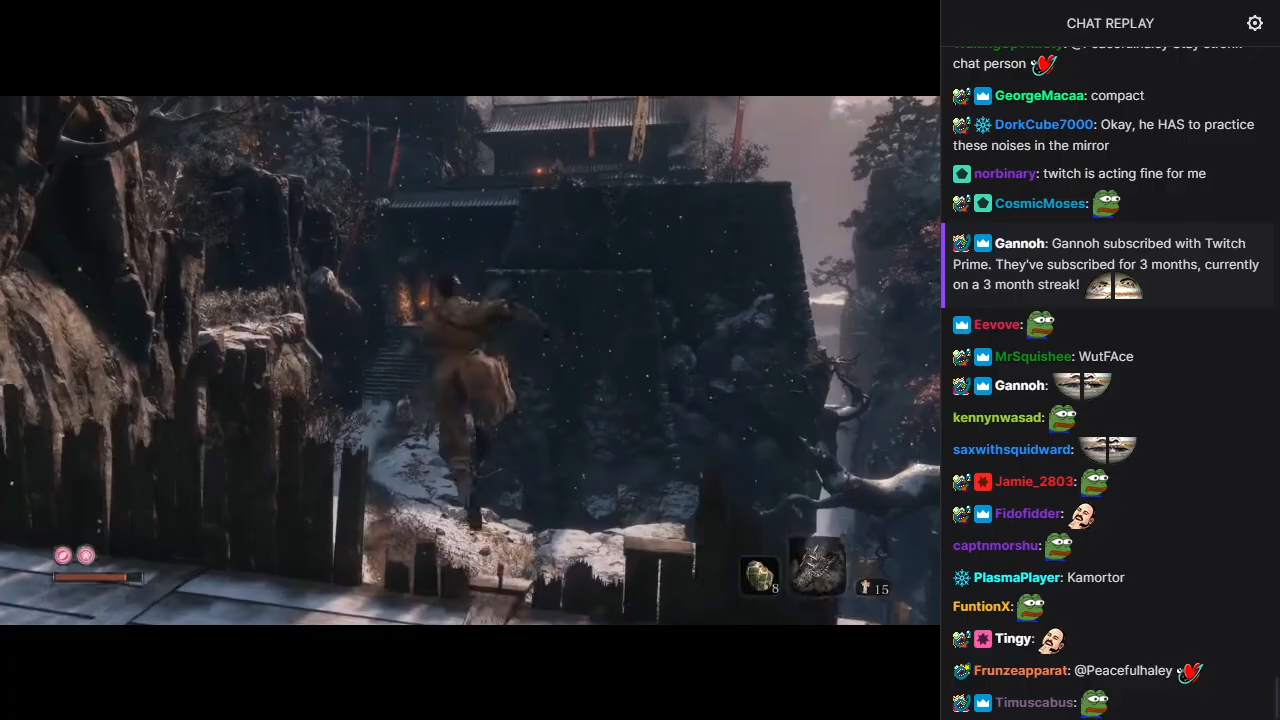 CHAT REPLAY
chat person
GeorgeMacaa: compact
DorkCube7000: Okay, he HAS to practice
these noises in the mirror
norbinary: twitch is acting fine for me
CosmicMoses:
Gannoh: Gannoh subscribed with Twitch
Prime. They've subscribed for 3 months, currently
on a 3 month streak!
Eevove:
MrSquishee: WutFAce
Gannoh:
kennynwasad:
saxwithsquidward:
Jamie_2803:
Fidofidder:
captnmorshu:
PlasmaPlayer: Kamortor
FuntionX:
Tingy:
Frunzeapparat: @Peacefulhaley
Timuscabus:
8
15